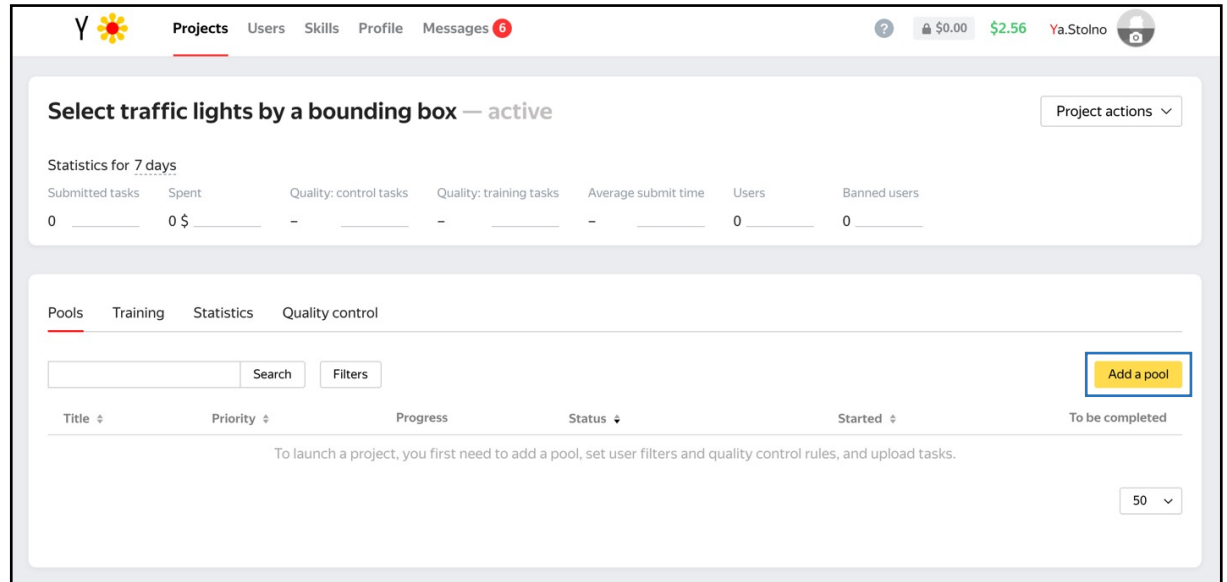 Y Projects Users Skills Profile Messages 6 ? $0.00 $2.56 Ya.Stolno
Select traffic lights by a bounding box — active Project actions
Statistics for 7 days
Submitted tasks Spent Quality: control tasks Quality: training tasks Average submit time Users Banned users
0 0 $ – – – 0 0
Pools Training Statistics Quality control
Search Filters Add a pool
Title Priority Progress Status Started To be completed
To launch a project, you first need to add a pool, set user filters and quality control rules, and upload tasks.
50